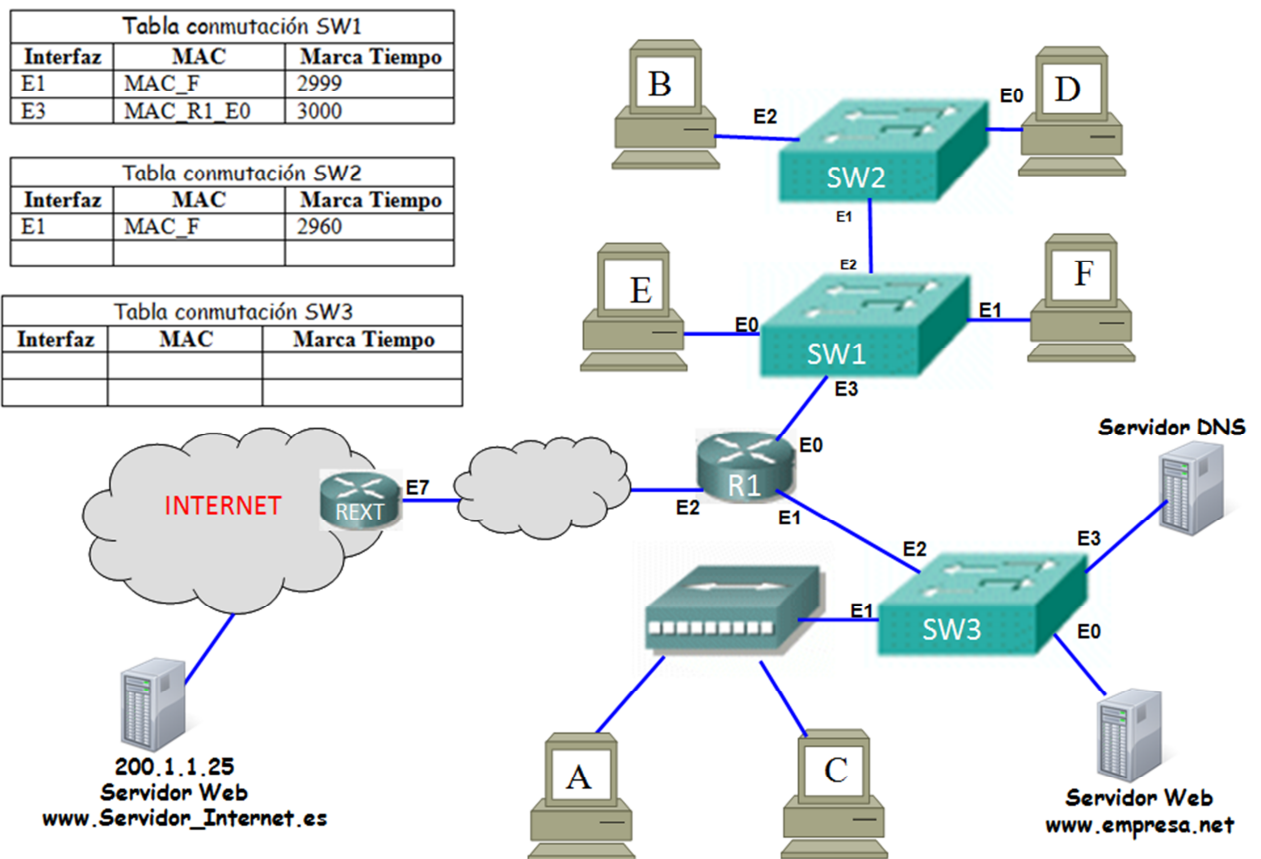 Tabla conmutación SW1
Interfaz MAC Marca Tiempo
E1 MAC_F 2999
E3 MAC_R1_E0 3000
Tabla conmutación SW2
Interfaz MAC Marca Tiempo
E1 MAC_F 2960
Tabla conmutación SW3
Interfaz MAC Marca Tiempo
B
E2
E0
D
SW2
E1
E2
E
E0
SW1
E1
F
E3
INTERNET
REXT
E7
E2
R1
E0
E1
Servidor DNS
E2
E3
E1
SW3
E0
A
C
200.1.1.25
Servidor Web
www.Servidor_Internet.es
Servidor Web
www.empresa.net